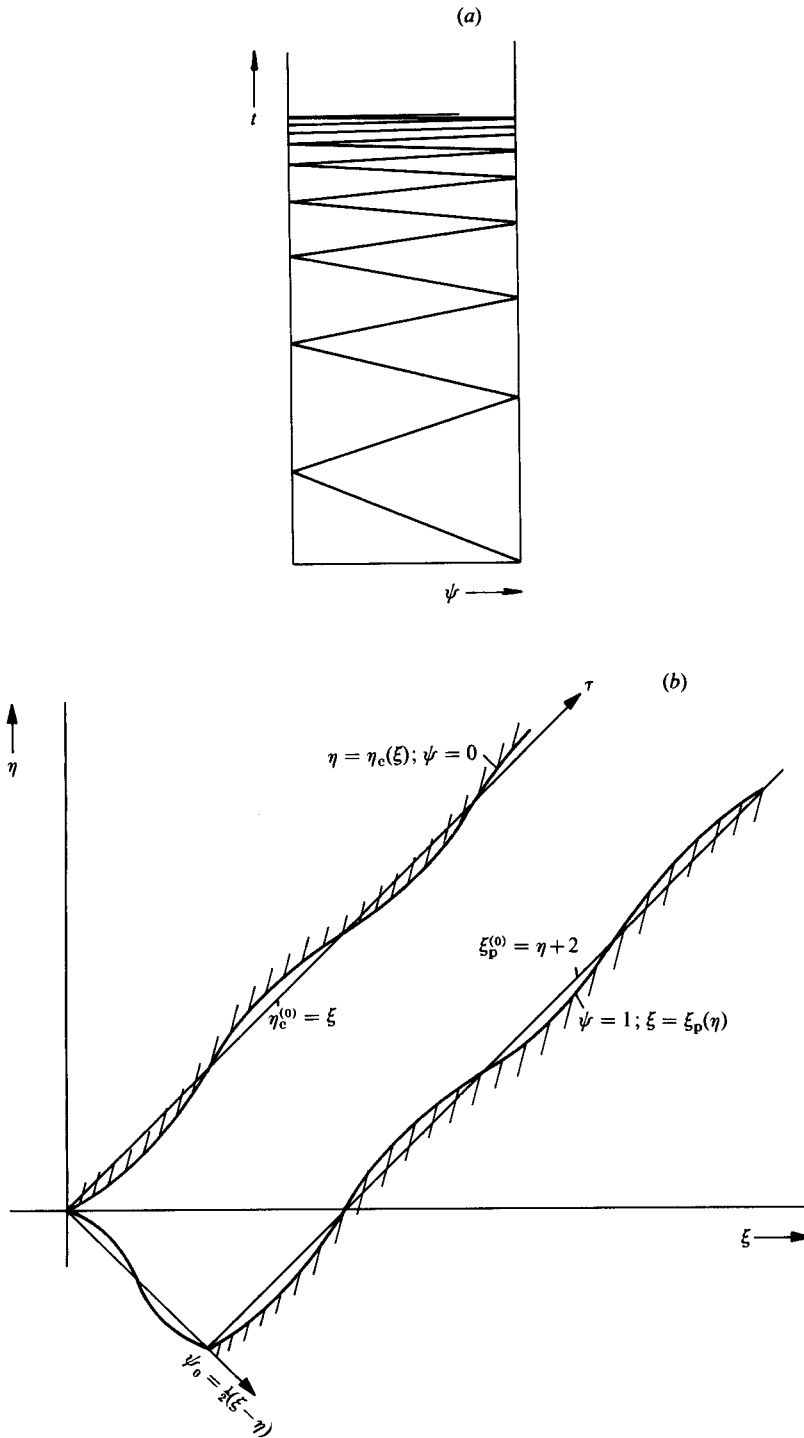 (a)
t
ψ
(b)
τ
η = η_c(ξ); ψ = 0
η
ξ_p^(0) = η + 2
η_c^(0) = ξ
ψ = 1; ξ = ξ_p(η)
ξ
ψ_0 = ½(ξ − η)